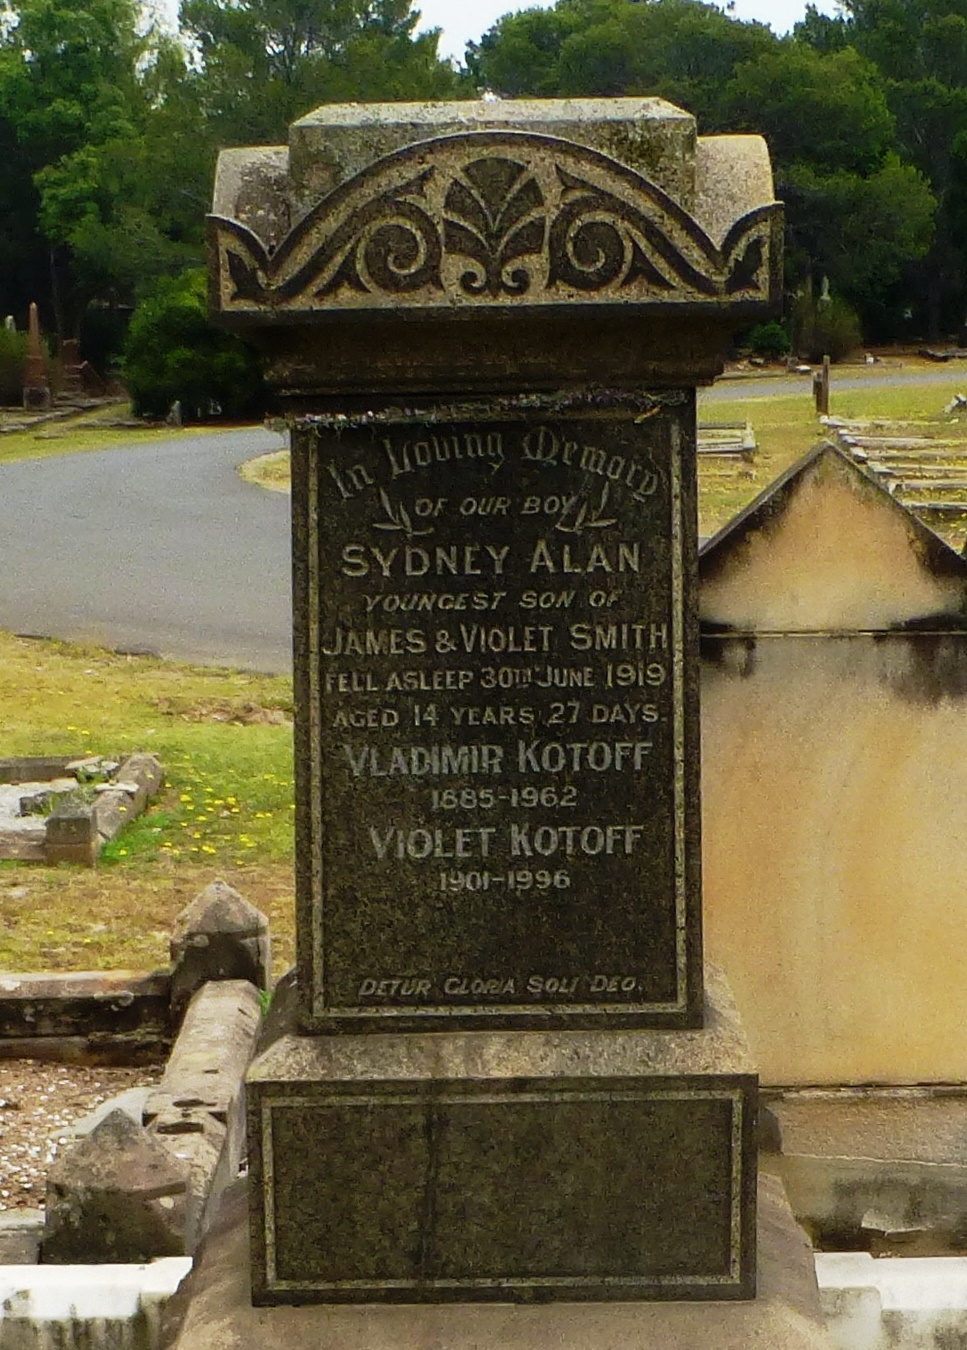 In Loving Memory
OF OUR BOY
SYDNEY ALAN
YOUNGEST SON OF
JAMES & VIOLET SMITH
FELL ASLEEP 30TH JUNE 1919
AGED 14 YEARS 27 DAYS.
VLADIMIR KOTOFF
1885-1962
VIOLET KOTOFF
1901-1996
DETUR GLORIA SOLI DEO.